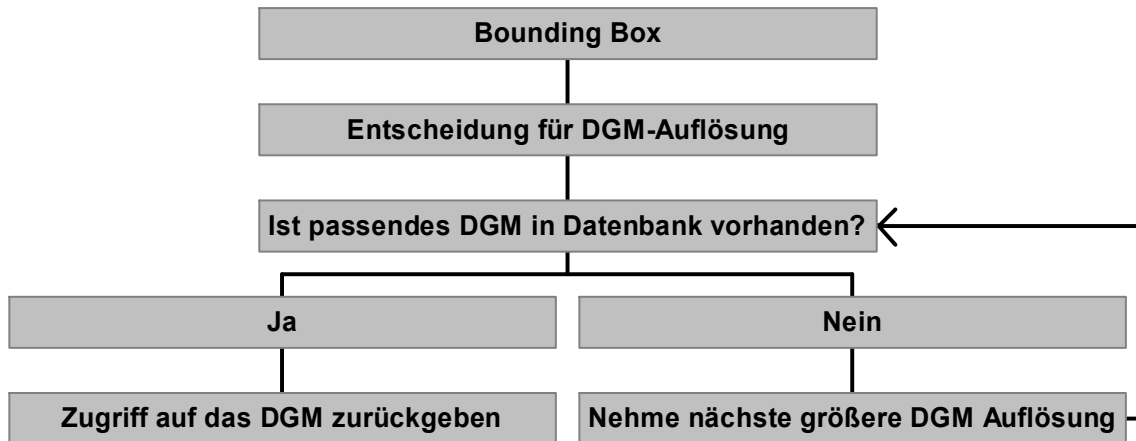 Bounding Box
Entscheidung für DGM-Auflösung
Ist passendes DGM in Datenbank vorhanden?
Ja
Nein
Zugriff auf das DGM zurückgeben
Nehme nächste größere DGM Auflösung